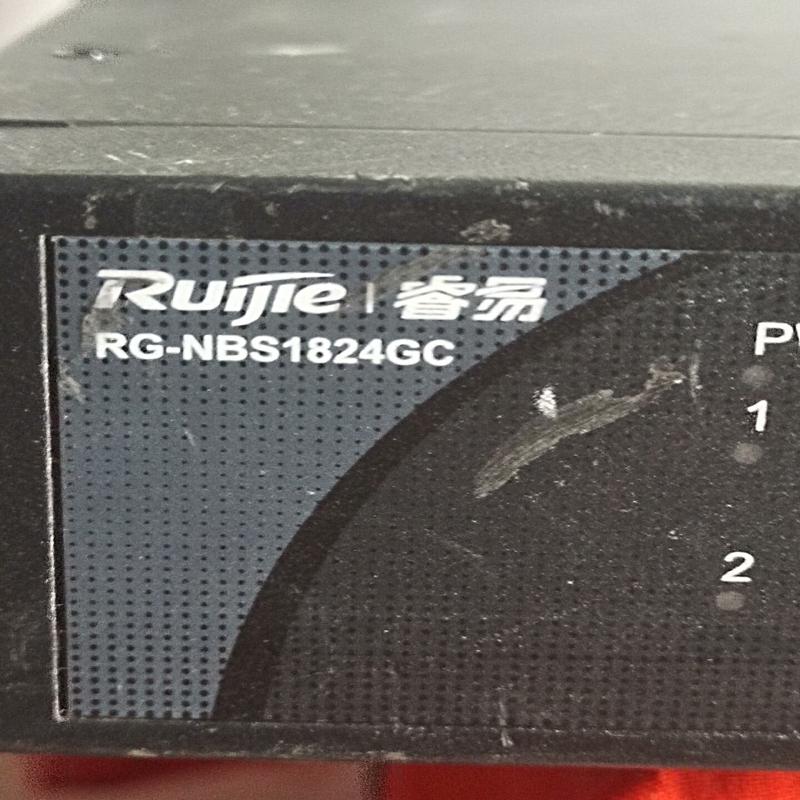 Ruijie | 睿易
RG-NBS1824GC
1
2